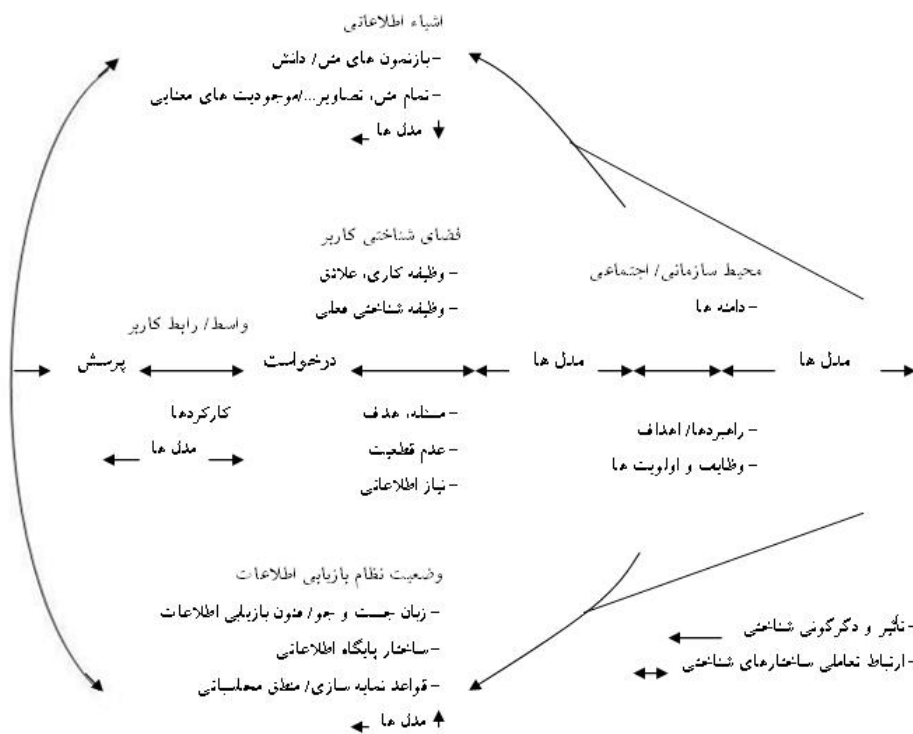 اشیاء اطلاعاتی
- بازنمون های متن/ دانش
- تمام متن، تصاویر.../موجودیت های معنایی
مدل ها
فضای شناختی کاربر
- وظیفه کاری، علائق
- وظیفه شناختی فعلی
محیط سازمانی/ اجتماعی
- دامنه ها
واسط/ رابط کاربر
مدل ها
مدل ها
درخواست
پرسش
کارکردها
مدل ها
- مسئله، هدف
- عدم قطعیت
- نیاز اطلاعاتی
- راهبردها/ اهداف
- وظایف و اولویت ها
وضعیت نظام بازیابی اطلاعات
- زبان جست و جو/ فنون بازیابی اطلاعات
- ساختار پایگاه اطلاعاتی
- قواعد نمایه سازی/ منطق محاسباتی
مدل ها
- تأثیر و دگرگونی شناختی
- ارتباط تعاملی ساختارهای شناختی